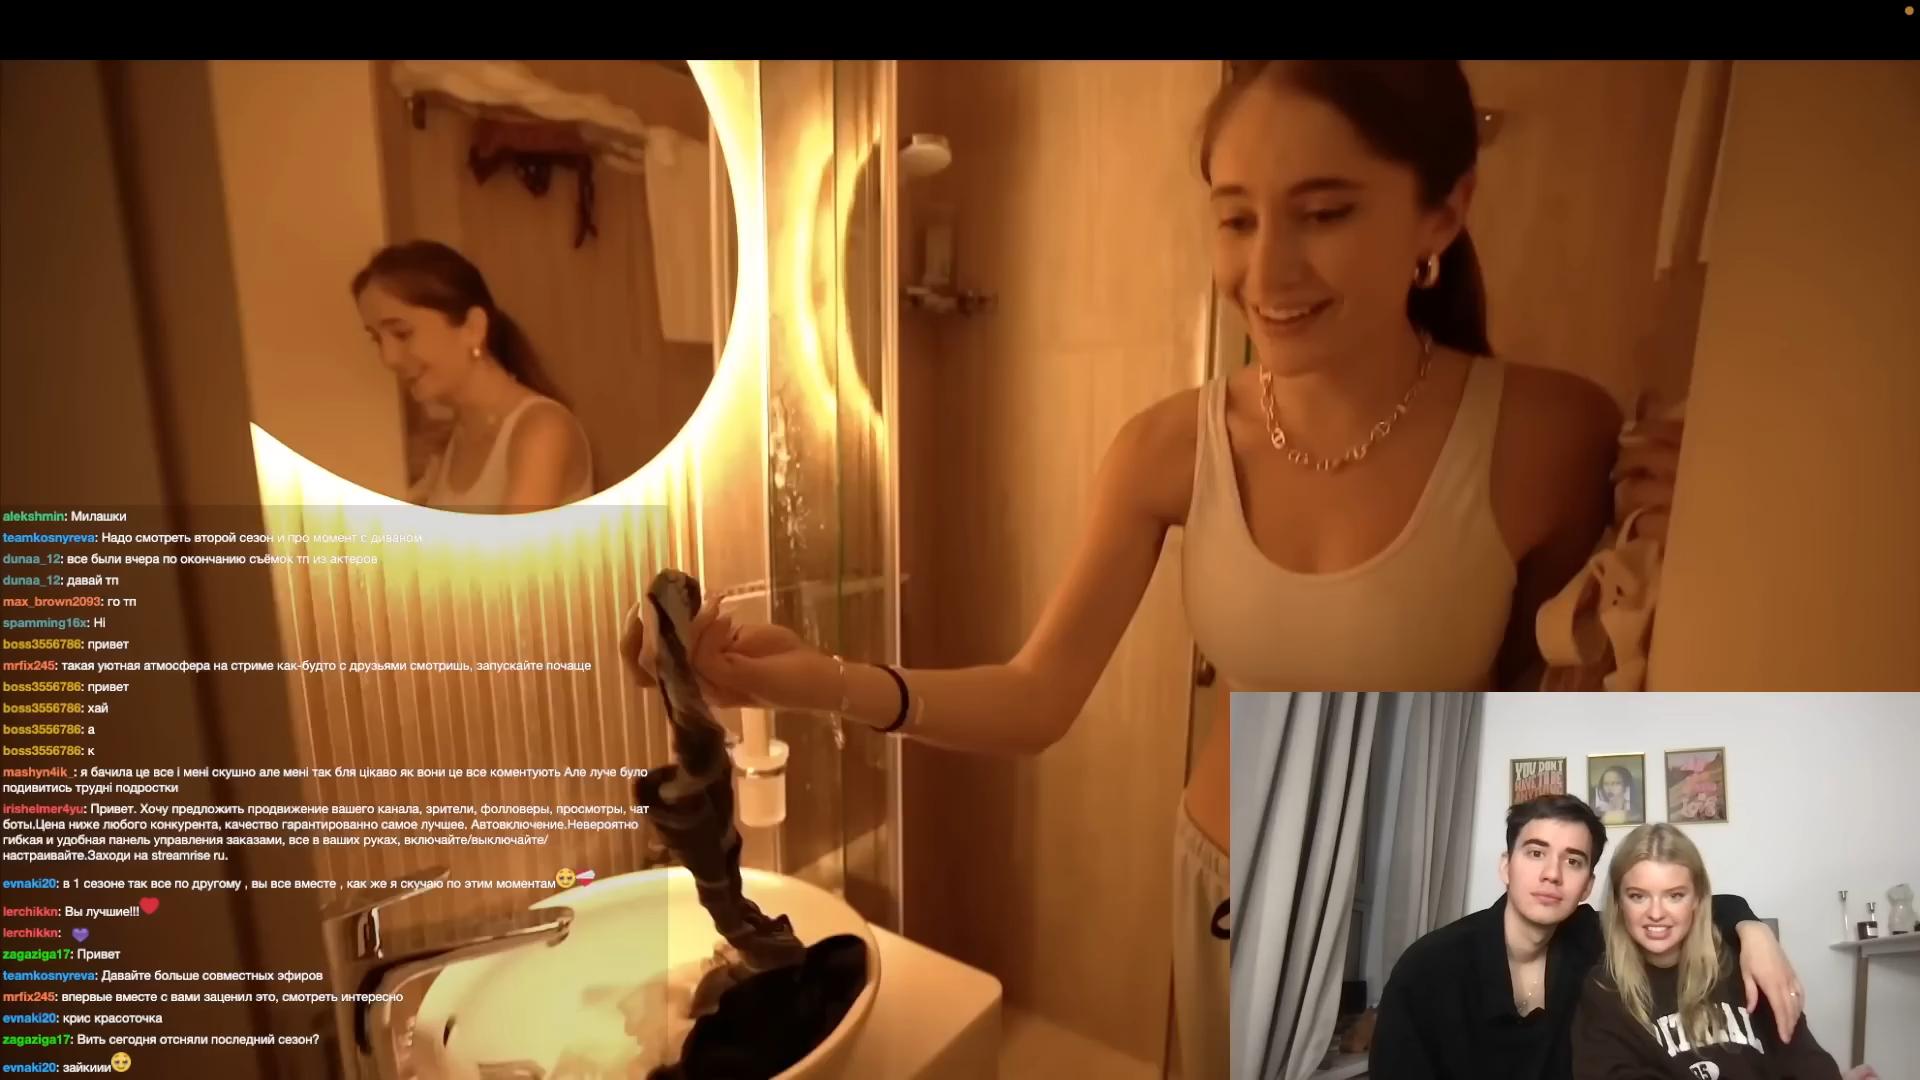 alekshmin: Милашки
teamkosnyreva: Надо смотреть второй сезон и про момент с диваном
dunaa_12: все были вчера по окончанию съёмок тп из актеров
dunaa_12: давай тп
max_brown2093: го тп
spamming16x: Hi
boss3556786: привет
mrfix245: такая уютная атмосфера на стриме как-будто с друзьями смотришь, запускайте почаще
boss3556786: привет
boss3556786: хай
boss3556786: а
boss3556786: к
mashyn4ik_: я бачила це все і мені скушно але мені так бля цікаво як вони це все коментують Але луче було
подивитись трудні подростки
irishelmer4yu: Привет. Хочу предложить продвижение вашего канала, зрители, фолловеры, просмотры, чат
боты.Цена ниже любого конкурента, качество гарантированно самое лучшее. Автовключение.Невероятно
гибкая и удобная панель управления заказами, все в ваших руках, включайте/выключайте/
настраивайте.Заходи на streamrise ru.
evnaki20: в 1 сезоне так все по другому , вы все вместе , как же я скучаю по этим моментам
lerchikkn: Вы лучшие!!!
lerchikkn:
zagaziga17: Привет
teamkosnyreva: Давайте больше совместных эфиров
mrfix245: впервые вместе с вами заценил это, смотреть интересно
evnaki20: крис красоточка
zagaziga17: Вить сегодня отсняли последний сезон?
evnaki20: зайкиии
YOU DON'T